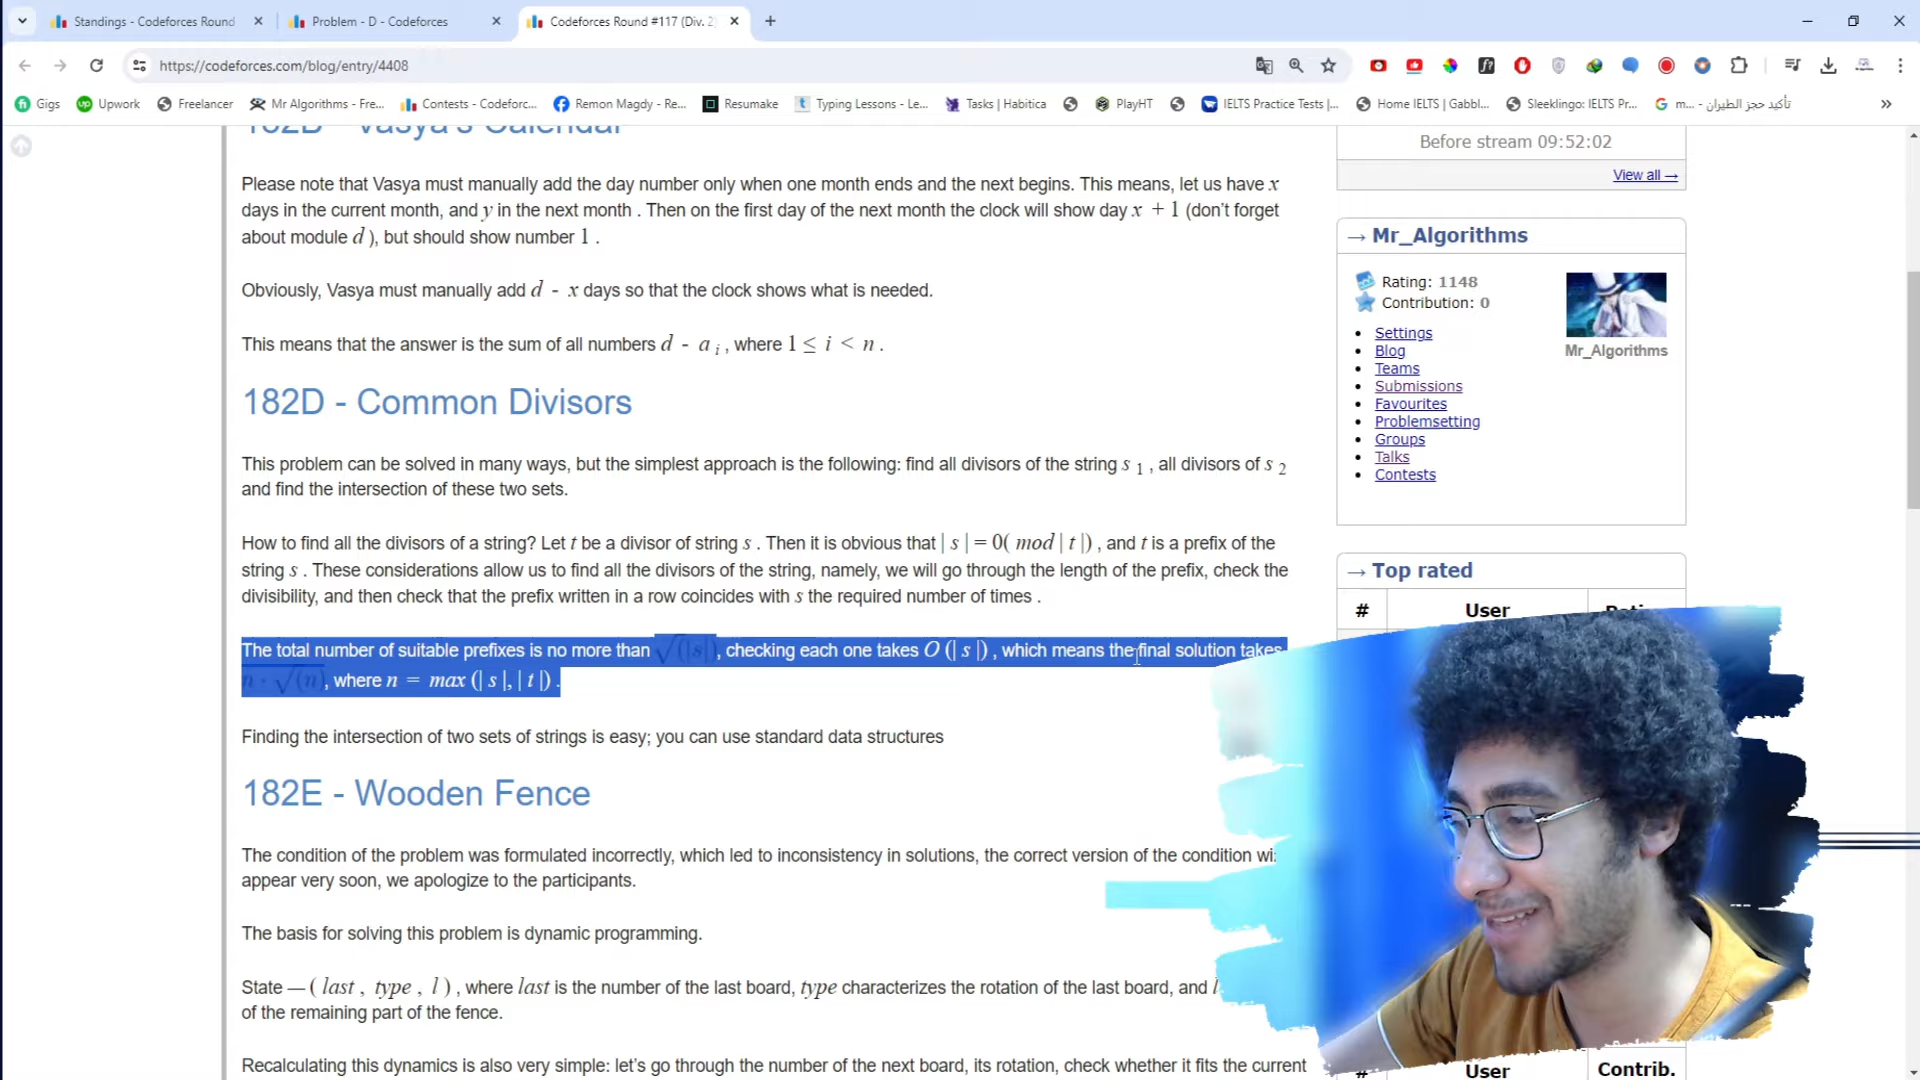 Standings - Codeforces Round
Problem - D - Codeforces
Codeforces Round #117 (Div. 2
https://codeforces.com/blog/entry/4408
Gigs
Upwork
Freelancer
Mr Algorithms - Fre...
Contests - Codeforc...
Remon Magdy - Re...
Resumake
Typing Lessons - Le...
Tasks | Habitica
PlayHT
IELTS Practice Tests |...
Home IELTS | Gabbl...
Sleeklingo: IELTS Pr...
m... - تأكيد حجز الطيران
182B - Vasya's Calendar
Please note that Vasya must manually add the day number only when one month ends and the next begins. This means, let us have x
days in the current month, and y in the next month . Then on the first day of the next month the clock will show day x + 1 (don't forget
about module d ), but should show number 1 .
Obviously, Vasya must manually add d - x days so that the clock shows what is needed.
This means that the answer is the sum of all numbers d - a i , where 1 ≤ i < n .
182D - Common Divisors
This problem can be solved in many ways, but the simplest approach is the following: find all divisors of the string s 1 , all divisors of s 2
and find the intersection of these two sets.
How to find all the divisors of a string? Let t be a divisor of string s . Then it is obvious that | s | = 0( mod | t |) , and t is a prefix of the
string s . These considerations allow us to find all the divisors of the string, namely, we will go through the length of the prefix, check the
divisibility, and then check that the prefix written in a row coincides with s the required number of times .
The total number of suitable prefixes is no more than √(|s|) , checking each one takes O (| s |) , which means the final solution takes
n · √(n) , where n = max (| s |, | t |) .
Finding the intersection of two sets of strings is easy; you can use standard data structures
182E - Wooden Fence
The condition of the problem was formulated incorrectly, which led to inconsistency in solutions, the correct version of the condition wi
appear very soon, we apologize to the participants.
The basis for solving this problem is dynamic programming.
State — ( last , type , l ) , where last is the number of the last board, type characterizes the rotation of the last board, and l
of the remaining part of the fence.
Recalculating this dynamics is also very simple: let's go through the number of the next board, its rotation, check whether it fits the current
Before stream 09:52:02
View all →
→ Mr_Algorithms
Rating: 1148
Contribution: 0
Mr_Algorithms
Settings
Blog
Teams
Submissions
Favourites
Problemsetting
Groups
Talks
Contests
→ Top rated
# User
# User Contrib.